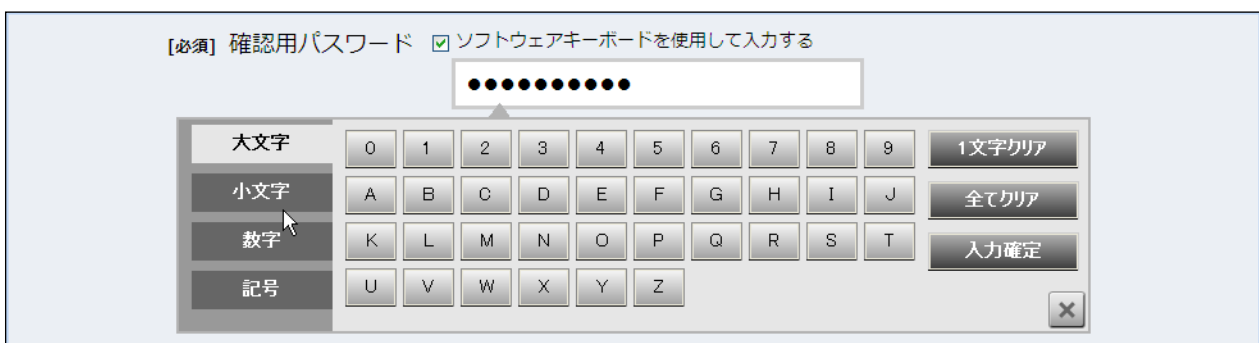 [必須] 確認用パスワード ソフトウェアキーボードを使用して入力する
●●●●●●●●●●
大文字 0 1 2 3 4 5 6 7 8 9 1文字クリア
小文字 A B C D E F G H I J 全てクリア
数字 K L M N O P Q R S T 入力確定
記号 U V W X Y Z
×